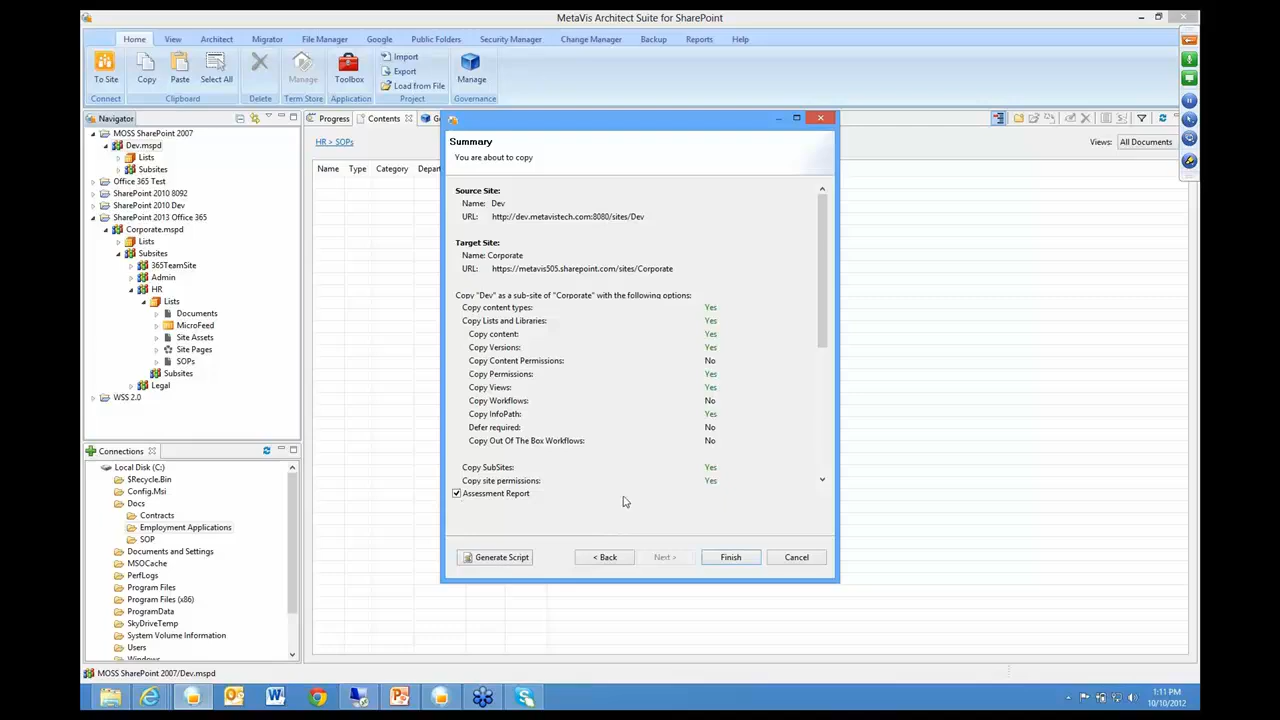 MetaVis Architect Suite for SharePoint
Home View Architect Migrator File Manager Google Public Folders Security Manager Change Manager Backup Reports Help
To Site Copy Paste Select All Manage Toolbox Import Export Load from File Manage
Connect Clipboard Delete Term Store Application Project Governance
Navigator
MOSS SharePoint 2007
Dev.mspd
Lists
Subsites
Office 365 Test
SharePoint 2010 8092
SharePoint 2010 Dev
SharePoint 2013 Office 365
Corporate.mspd
Lists
Subsites
365TeamSite
Admin
HR
Lists
Documents
MicroFeed
Site Assets
Site Pages
SOPs
Subsites
Legal
WSS 2.0
Connections
Local Disk (C:)
$Recycle.Bin
Config.Msi
Docs
Contracts
Employment Applications
SOP
Documents and Settings
MSOCache
PerfLogs
Program Files
Program Files (x86)
ProgramData
SkyDriveTemp
System Volume Information
Users
Windows
MOSS SharePoint 2007/Dev.mspd
Progress Contents
HR > SOPs
Views: All Documents
Name Type Category Depart
Summary
You are about to copy
Source Site:
Name: Dev
URL: http://dev.metavistech.com:8080/sites/Dev
Target Site:
Name: Corporate
URL: https://metavis505.sharepoint.com/sites/Corporate
Copy "Dev" as a sub-site of "Corporate" with the following options:
Copy content types: Yes
Copy Lists and Libraries: Yes
Copy content: Yes
Copy Versions: Yes
Copy Content Permissions: No
Copy Permissions: Yes
Copy Views: Yes
Copy Workflows: No
Copy InfoPath: Yes
Defer required: No
Copy Out Of The Box Workflows: No
Copy SubSites: Yes
Copy site permissions: Yes
Assessment Report
Generate Script < Back Next > Finish Cancel
1:11 PM
10/10/2012